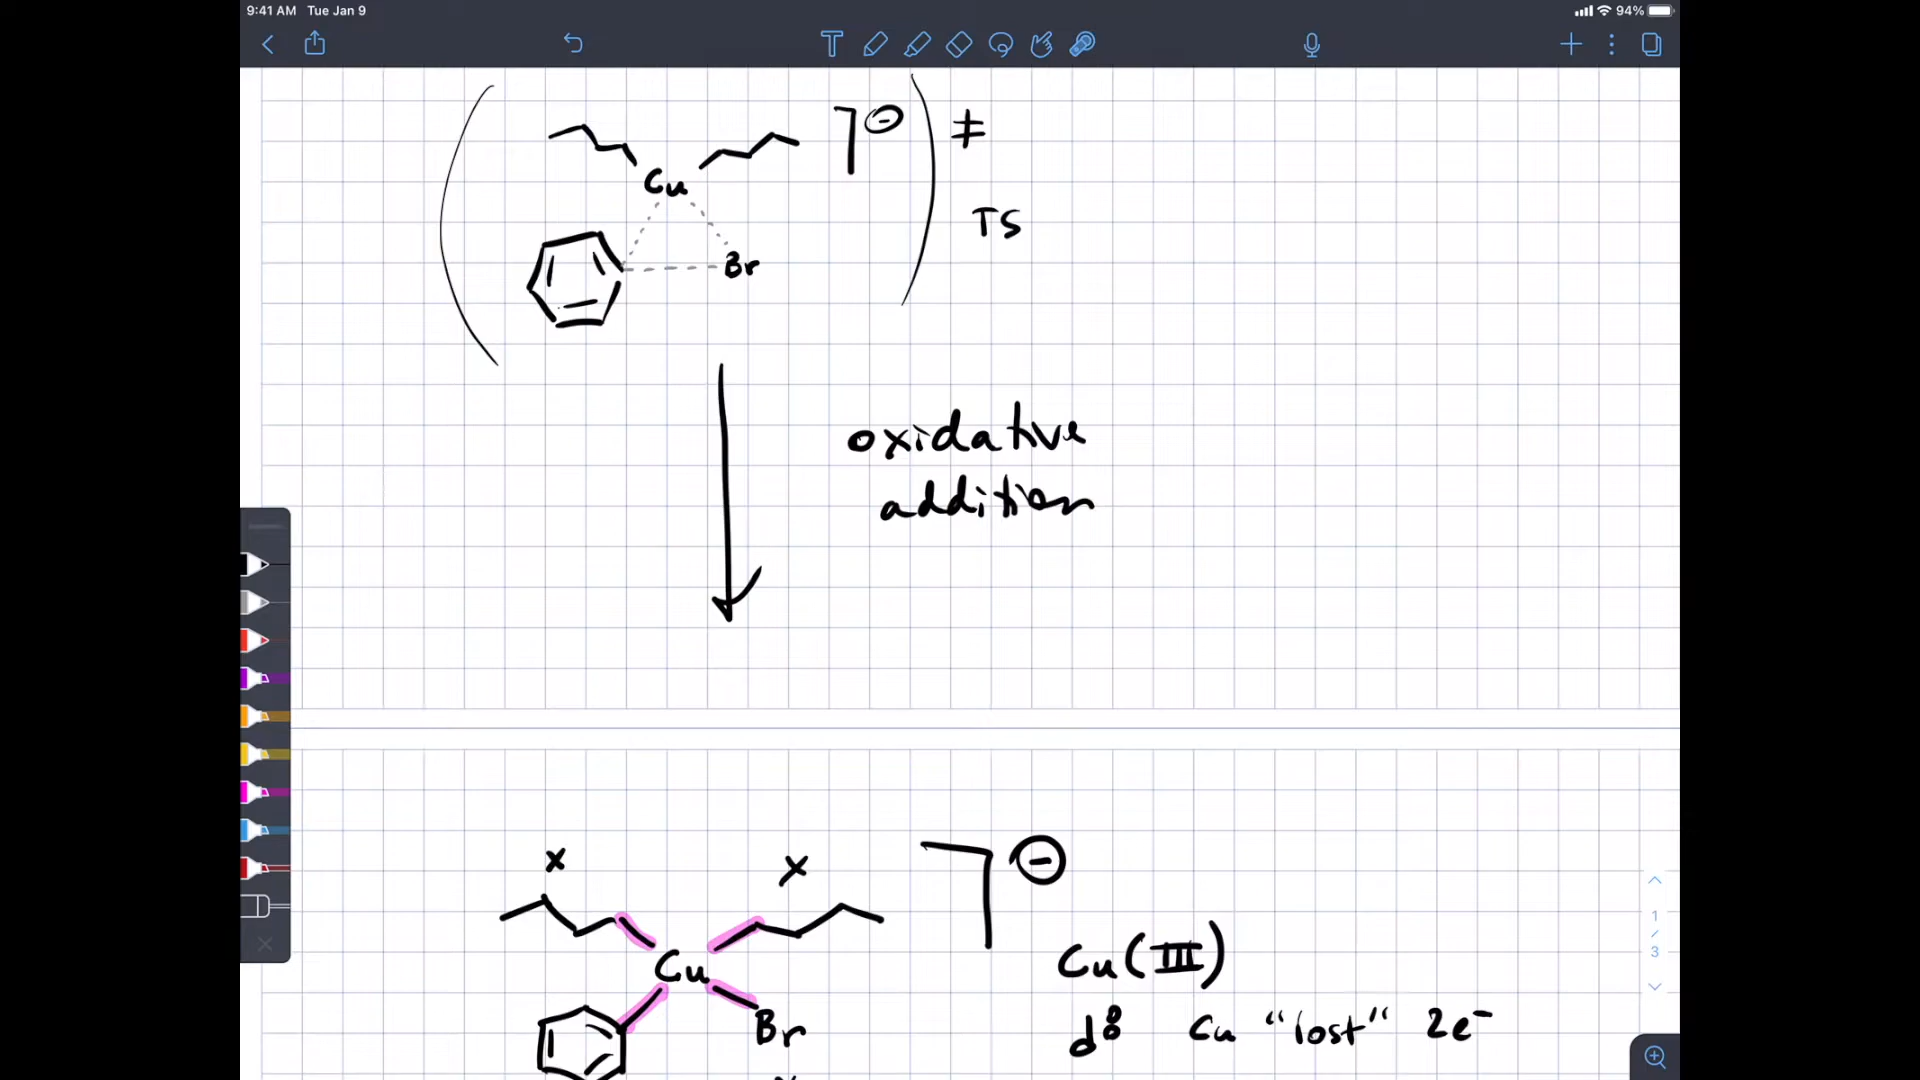 9:41 AM Tue Jan 9
94%
T
Cu
⊖
≠
TS
Br
oxidative
addition
x
x
⊖
Cu
Cu(III)
Br
d8 Cu "lost" 2e-
1
/
3